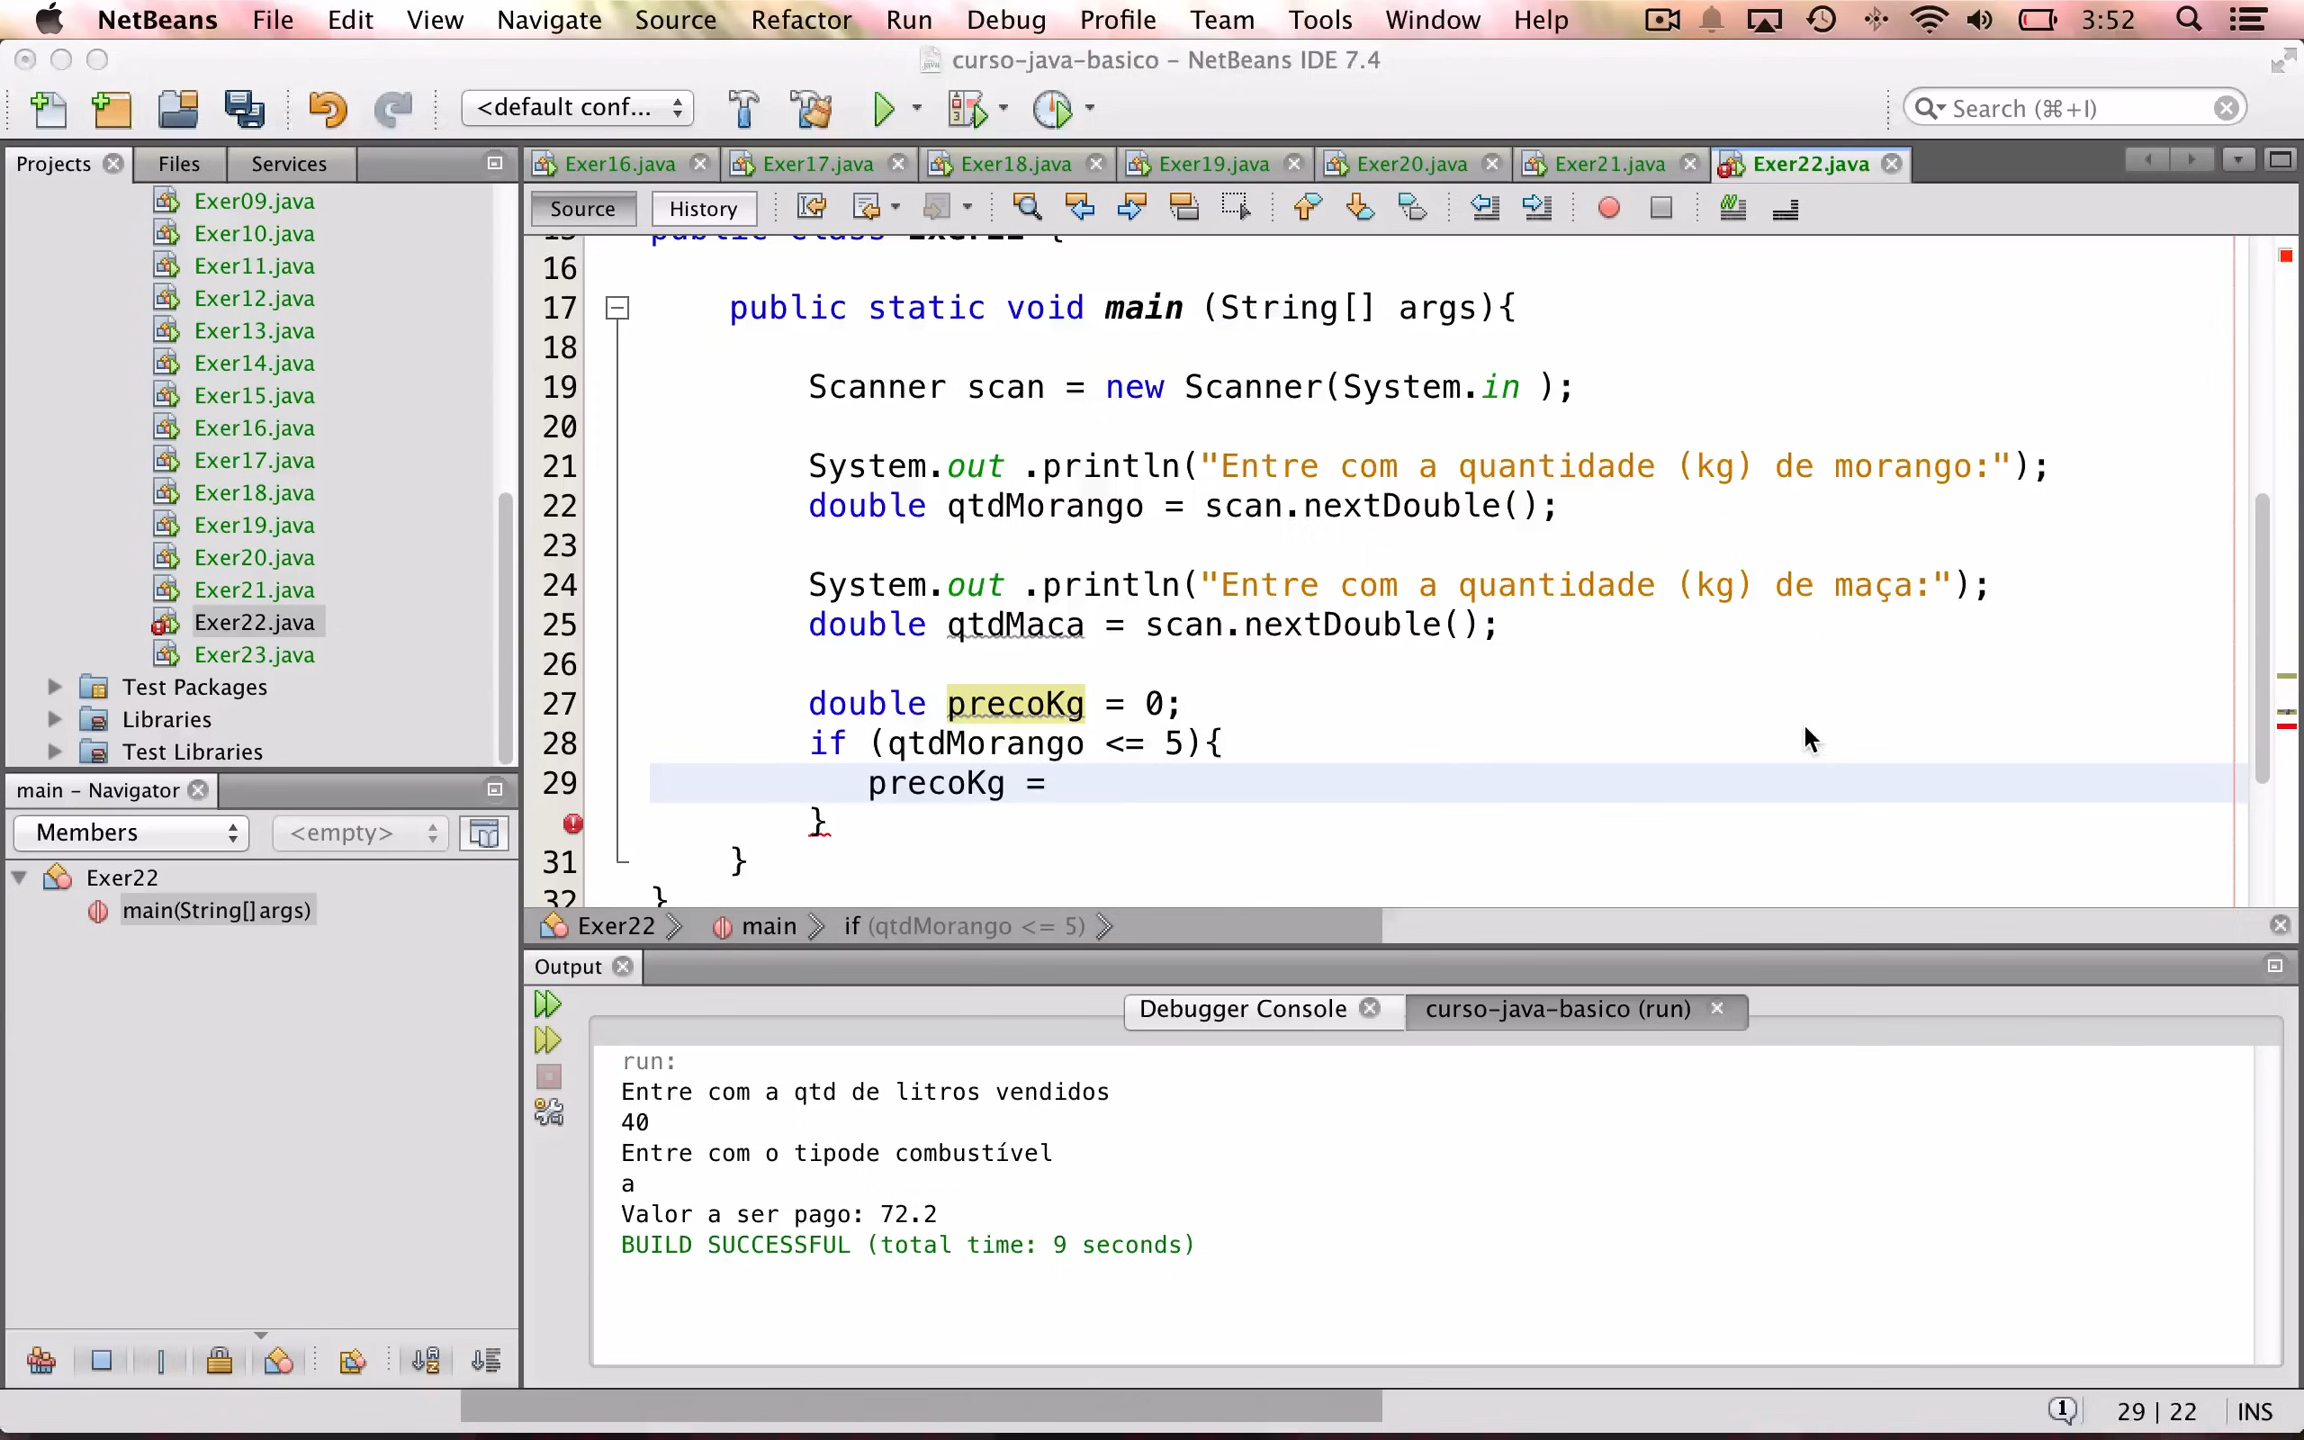 NetBeans File Edit View Navigate Source Refactor Run Debug Profile Team Tools Window Help 3:52
curso-java-basico – NetBeans IDE 7.4
<default conf... Search (⌘+I)
Projects Files Services
Exer16.java Exer17.java Exer18.java Exer19.java Exer20.java Exer21.java Exer22.java
Source History
Exer09.java
Exer10.java
Exer11.java
Exer12.java
Exer13.java
Exer14.java
Exer15.java
Exer16.java
Exer17.java
Exer18.java
Exer19.java
Exer20.java
Exer21.java
Exer22.java
Exer23.java
Test Packages
Libraries
Test Libraries
15 public class Exer22 {
16
17 public static void main (String[] args){
18
19 Scanner scan = new Scanner(System.in );
20
21 System.out .println("Entre com a quantidade (kg) de morango:");
22 double qtdMorango = scan.nextDouble();
23
24 System.out .println("Entre com a quantidade (kg) de maça:");
25 double qtdMaca = scan.nextDouble();
26
27 double precoKg = 0;
28 if (qtdMorango <= 5){
29 precoKg =
}
31 }
32 }
Exer22 main if (qtdMorango <= 5)
main – Navigator
Members <empty>
Exer22
main(String[] args)
Output
Debugger Console curso-java-basico (run)
run:
Entre com a qtd de litros vendidos
40
Entre com o tipode combustível
a
Valor a ser pago: 72.2
BUILD SUCCESSFUL (total time: 9 seconds)
1 29 | 22 INS